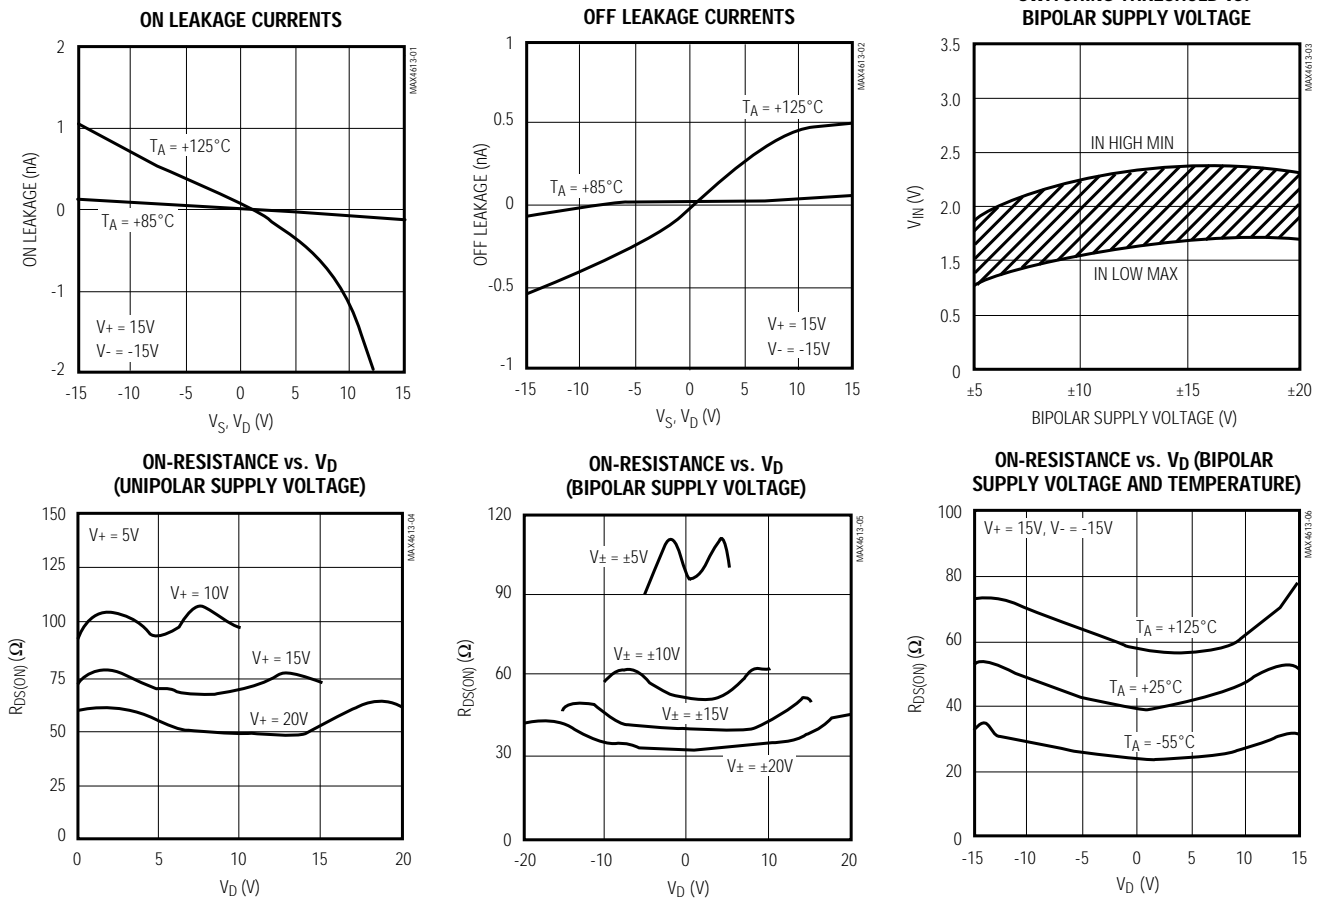 ON LEAKAGE CURRENTS
MAX4613-01
ON LEAKAGE (nA)
2
1
0
-1
-2
TA = +125°C
TA = +85°C
V+ = 15V
V- = -15V
-15 -10 -5 0 5 10 15
VS, VD (V)
OFF LEAKAGE CURRENTS
MAX4613-02
OFF LEAKAGE (nA)
1
0.5
0
-0.5
-1
TA = +125°C
TA = +85°C
V+ = 15V
V- = -15V
-15 -10 -5 0 5 10 15
VS, VD (V)
BIPOLAR SUPPLY VOLTAGE
MAX4613-03
VIN (V)
3.5
3.0
2.5
2.0
1.5
0.5
0
IN HIGH MIN
IN LOW MAX
±5 ±10 ±15 ±20
BIPOLAR SUPPLY VOLTAGE (V)
ON-RESISTANCE vs. VD
(UNIPOLAR SUPPLY VOLTAGE)
MAX4613-04
RDS(ON) (Ω)
150
125
100
75
50
25
0
V+ = 5V
V+ = 10V
V+ = 15V
V+ = 20V
0 5 10 15 20
VD (V)
ON-RESISTANCE vs. VD
(BIPOLAR SUPPLY VOLTAGE)
MAX4613-05
RDS(ON) (Ω)
120
90
60
30
0
V± = ±5V
V± = ±10V
V± = ±15V
V± = ±20V
-20 -10 0 10 20
VD (V)
ON-RESISTANCE vs. VD (BIPOLAR
SUPPLY VOLTAGE AND TEMPERATURE)
MAX4613-06
RDS(ON) (Ω)
100
80
60
40
20
0
V+ = 15V, V- = -15V
TA = +125°C
TA = +25°C
TA = -55°C
-15 -10 -5 0 5 10 15
VD (V)